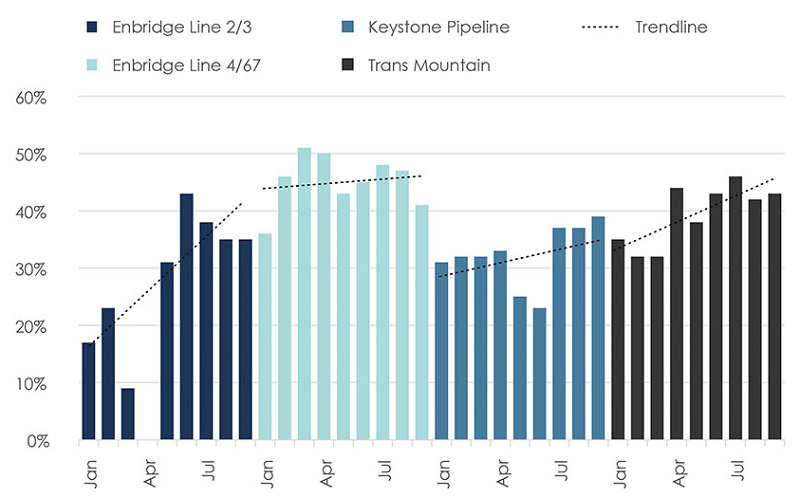 Enbridge Line 2/3 Keystone Pipeline Trendline
Enbridge Line 4/67 Trans Mountain
60%
50%
40%
30%
20%
10%
0%
Jan Apr Jul Jan Apr Jul Jan Apr Jul Jan Apr Jul